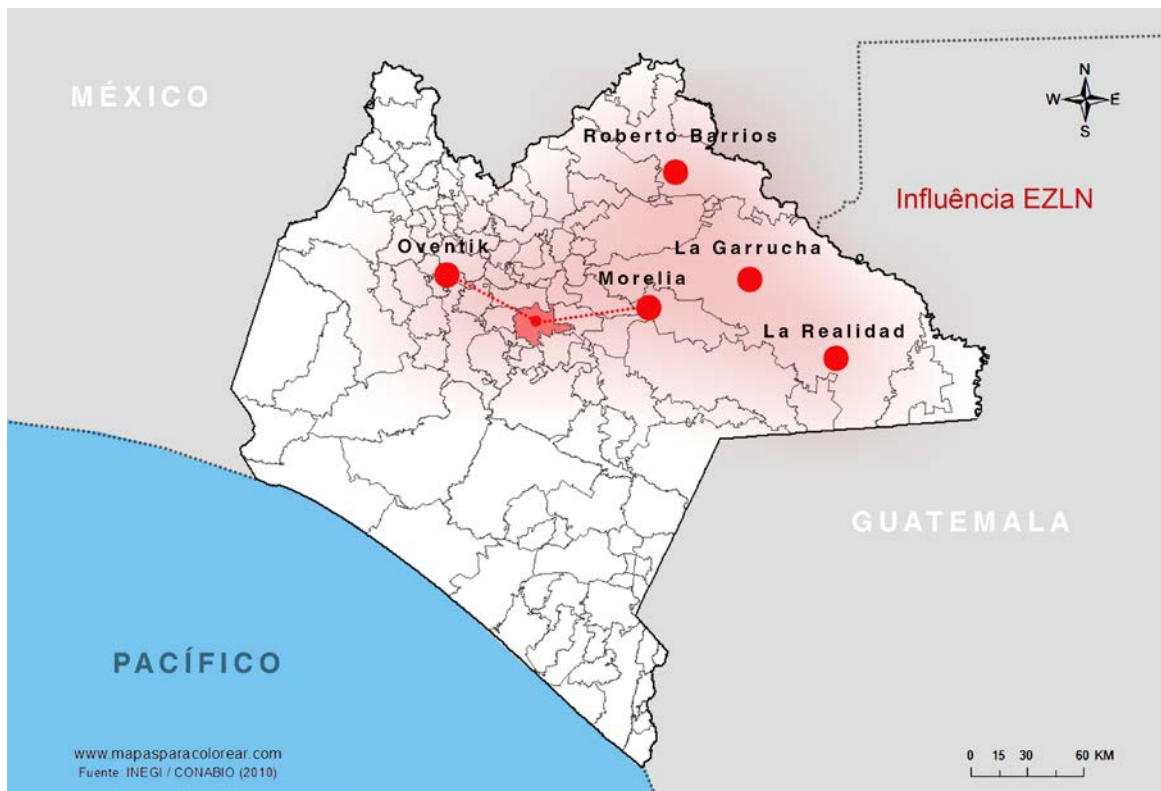 MÉXICO
N
W E
S
Roberto Barrios
Influência EZLN
Oventik
La Garrucha
Morelia
La Realidad
GUATEMALA
PACÍFICO
www.mapasparacolorear.com
Fuente: INEGI / CONABIO (2010)
0 15 30 60 KM